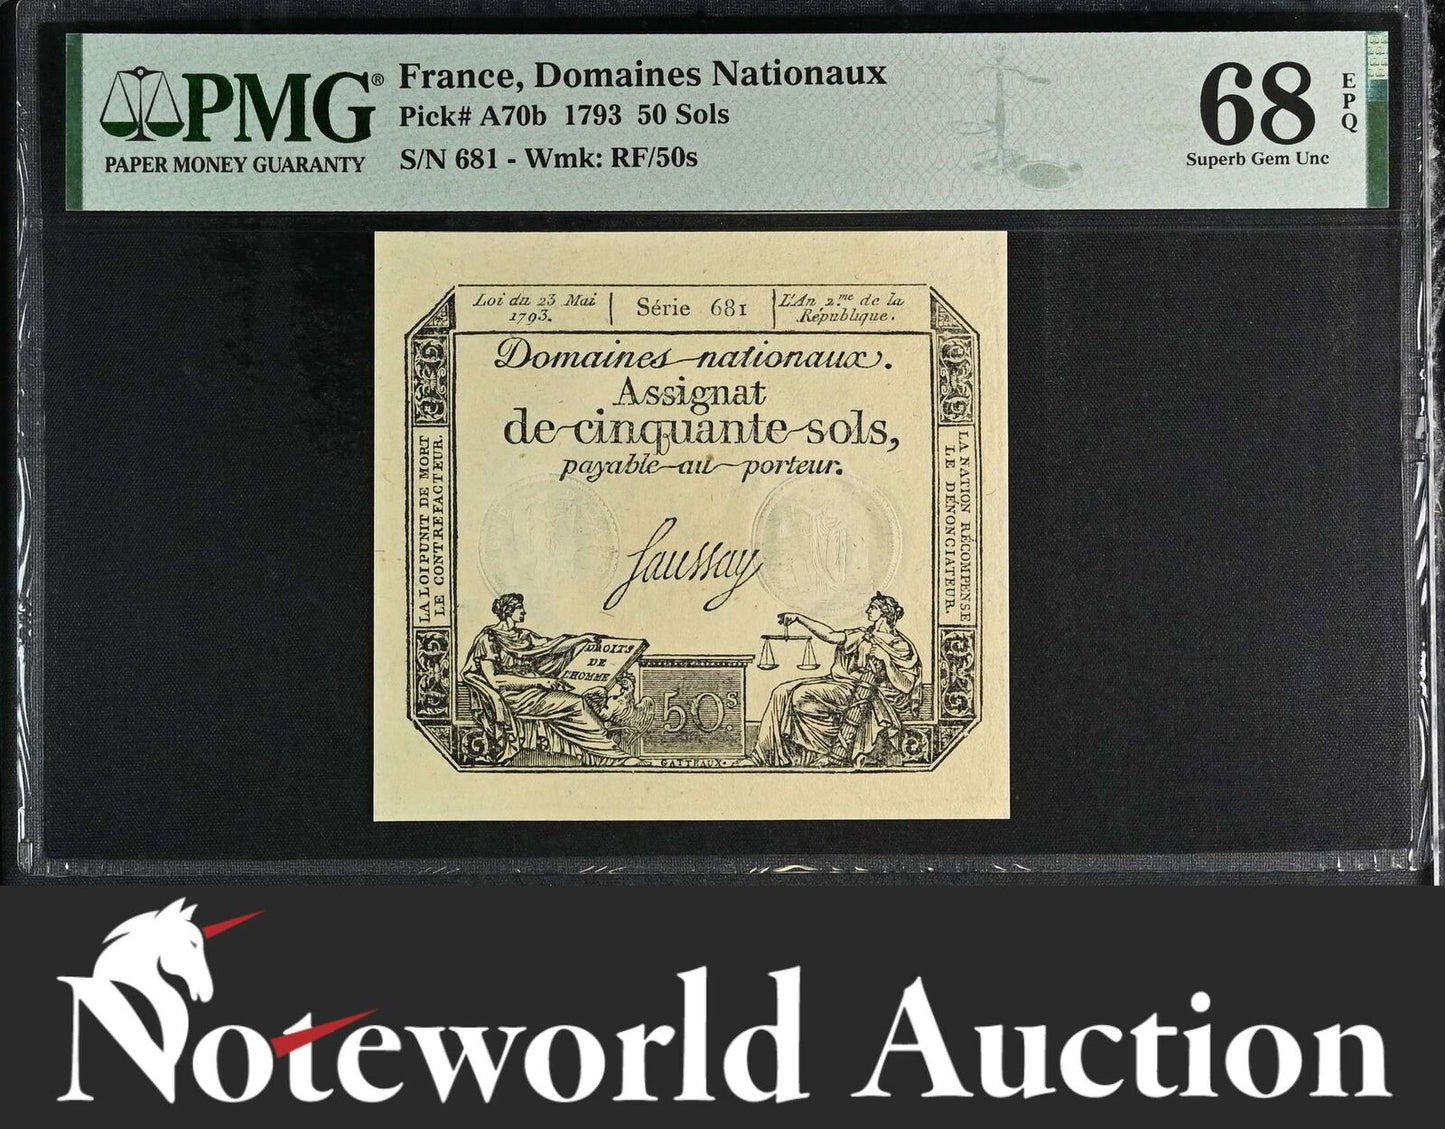 PMG®
PAPER MONEY GUARANTY
France, Domaines Nationaux
Pick# A70b 1793 50 Sols
S/N 681 - Wmk: RF/50s
68
EPQ
Superb Gem Unc
Loi du 23 Mai
1793.
Série 681
L'An 2.me de la
République.
Domaines nationaux.
Assignat
de cinquante sols,
payable au porteur.
LA LOI PUNIT DE MORT
LE CONTREFACTEUR.
LA NATION RÉCOMPENSE
LE DÉNONCIATEUR.
Saussay
DROITS
DE
L'HOMME
50s.
GATTEAUX.
Noteworld Auction